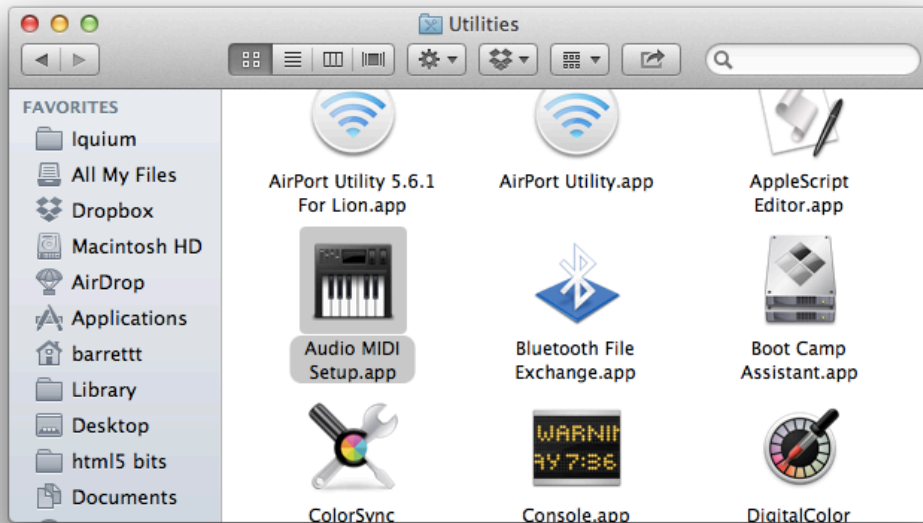 Utilities
FAVORITES
lquium
All My Files
Dropbox
Macintosh HD
AirDrop
Applications
barrettt
Library
Desktop
html5 bits
Documents
AirPort Utility 5.6.1
For Lion.app
AirPort Utility.app
AppleScript
Editor.app
Audio MIDI
Setup.app
Bluetooth File
Exchange.app
Boot Camp
Assistant.app
WARNIN
AY 7:36
ColorSync
Console.app
DigitalColor